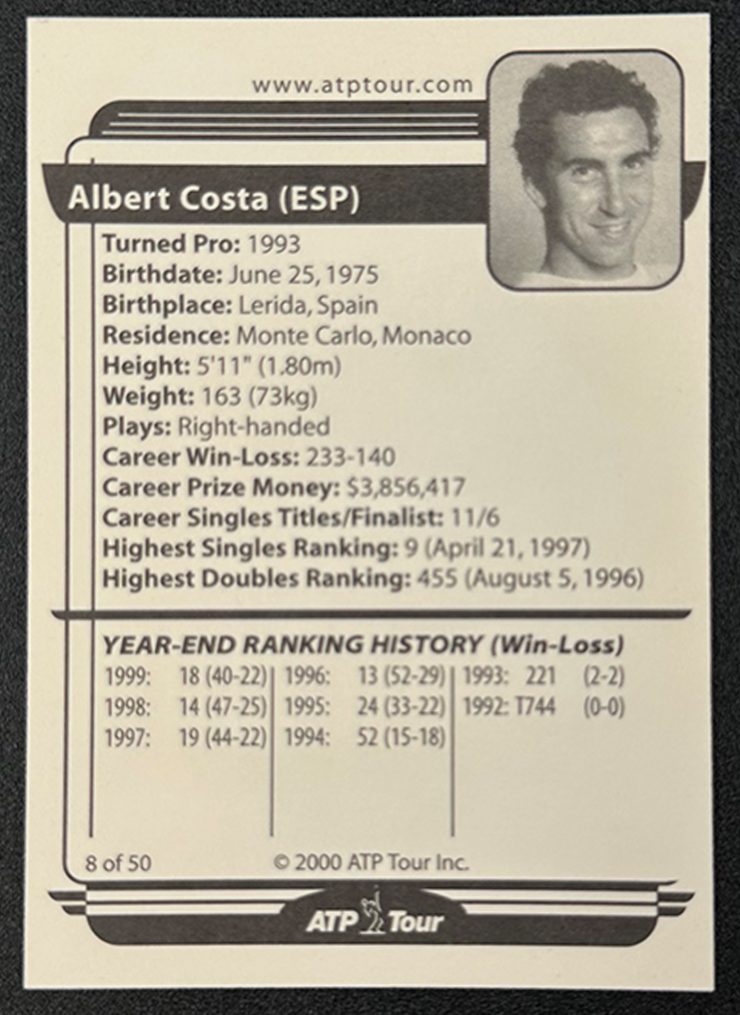 www.atptour.com
Albert Costa (ESP)
Turned Pro: 1993
Birthdate: June 25, 1975
Birthplace: Lerida, Spain
Residence: Monte Carlo, Monaco
Height: 5'11" (1.80m)
Weight: 163 (73kg)
Plays: Right-handed
Career Win-Loss: 233-140
Career Prize Money: $3,856,417
Career Singles Titles/Finalist: 11/6
Highest Singles Ranking: 9 (April 21, 1997)
Highest Doubles Ranking: 455 (August 5, 1996)
YEAR-END RANKING HISTORY (Win-Loss)
1999: 18 (40-22) 1996: 13 (52-29) 1993: 221 (2-2)
1998: 14 (47-25) 1995: 24 (33-22) 1992: T744 (0-0)
1997: 19 (44-22) 1994: 52 (15-18)
8 of 50 © 2000 ATP Tour Inc.
ATP Tour